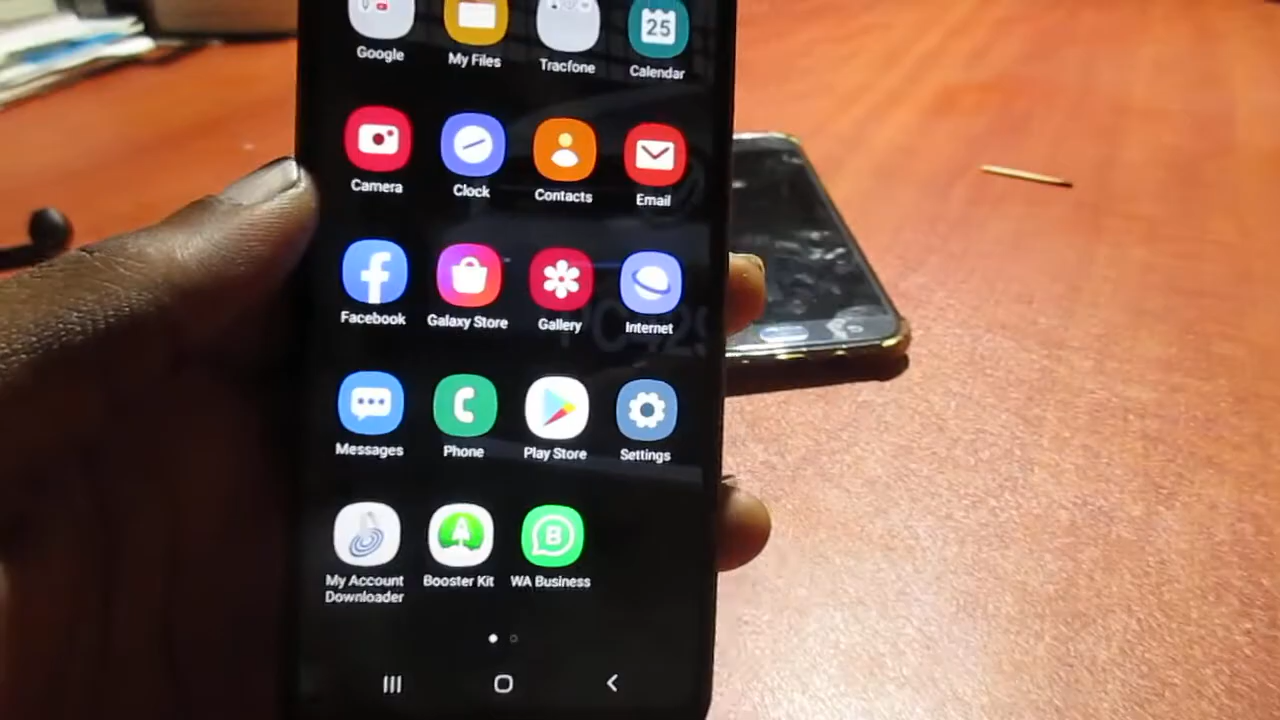 Google
My Files
Tracfone
25
Calendar
Camera
Clock
Contacts
Email
Facebook
Galaxy Store
Gallery
Internet
Messages
Phone
Play Store
Settings
My Account
Downloader
Booster Kit
B
WA Business